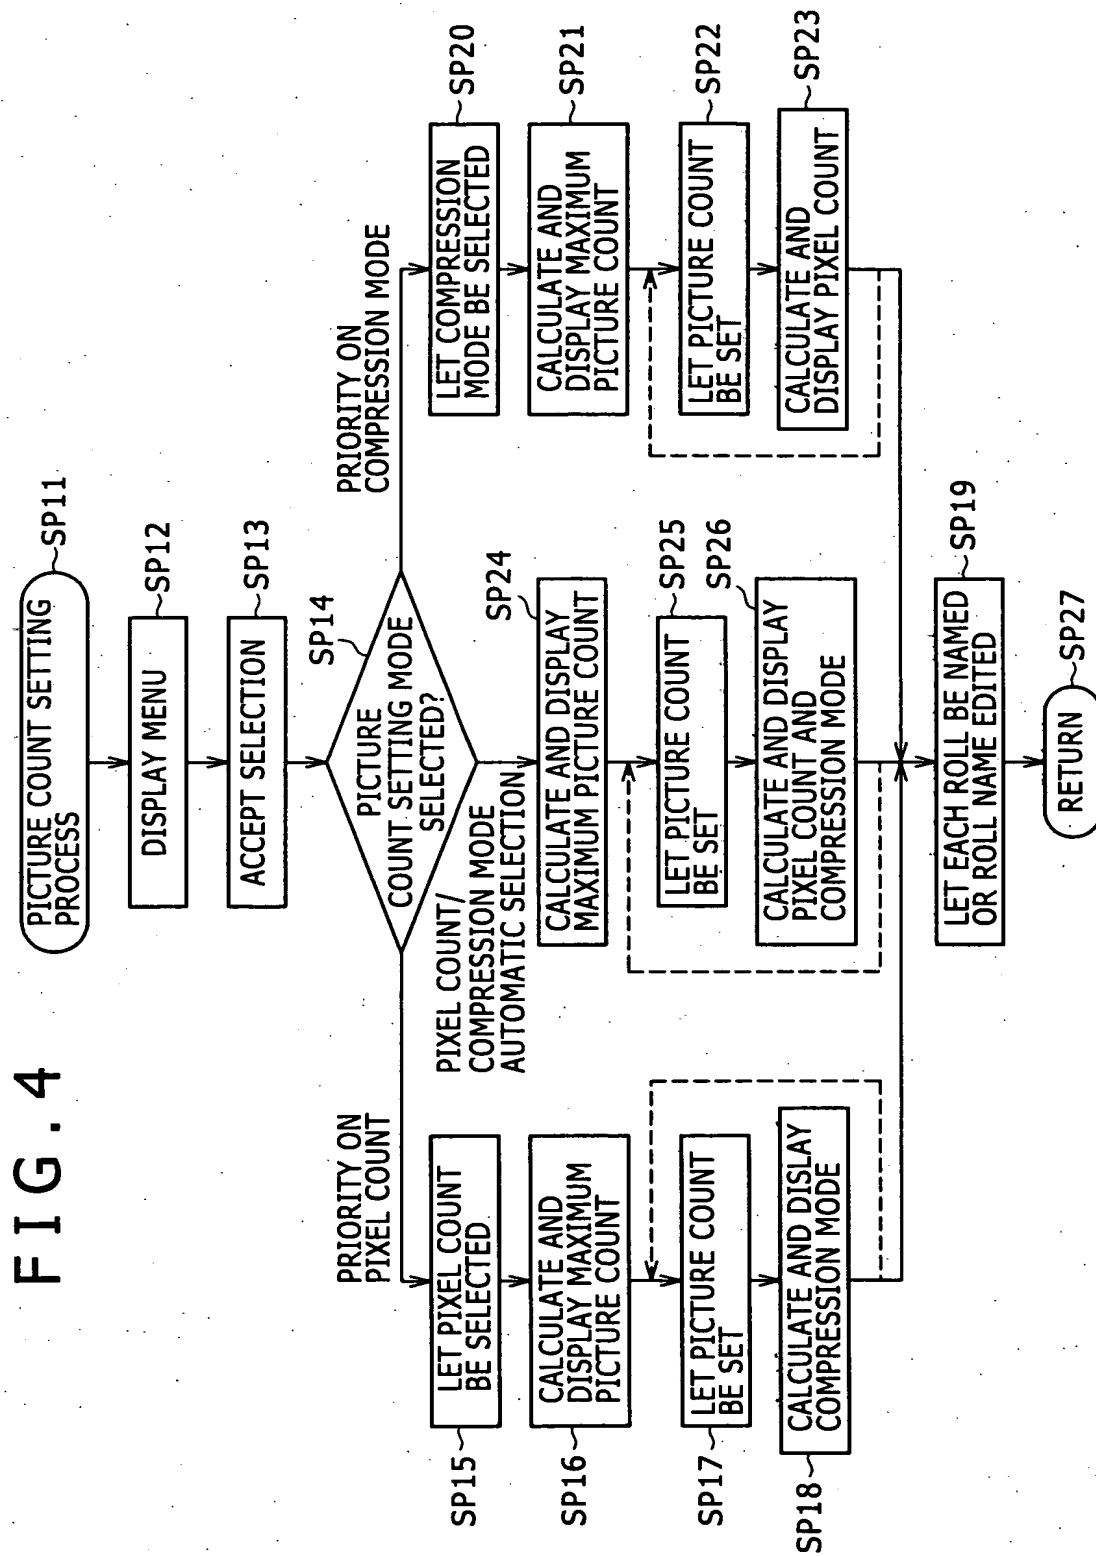 FIG.4
PICTURE COUNT SETTING
PROCESS
SP11
DISPLAY MENU
SP12
ACCEPT SELECTION
SP13
PICTURE
COUNT SETTING MODE
SELECTED?
SP14
PRIORITY ON
PIXEL COUNT
PIXEL COUNT/
COMPRESSION MODE
AUTOMATIC SELECTION
PRIORITY ON
COMPRESSION MODE
SP15
LET PIXEL COUNT
BE SELECTED
SP16
CALCULATE AND
DISPLAY MAXIMUM
PICTURE COUNT
SP17
LET PICTURE COUNT
BE SET
SP18
CALCULATE AND DISLAY
COMPRESSION MODE
SP24
CALCULATE AND DISPLAY
MAXIMUM PICTURE COUNT
SP25
LET PICTURE COUNT
BE SET
SP26
CALCULATE AND DISPLAY
PIXEL COUNT AND
COMPRESSION MODE
SP20
LET COMPRESSION
MODE BE SELECTED
SP21
CALCULATE AND
DISPLAY MAXIMUM
PICTURE COUNT
SP22
LET PICTURE COUNT
BE SET
SP23
CALCULATE AND
DISPLAY PIXEL COUNT
SP19
LET EACH ROLL BE NAMED
OR ROLL NAME EDITED
RETURN
SP27